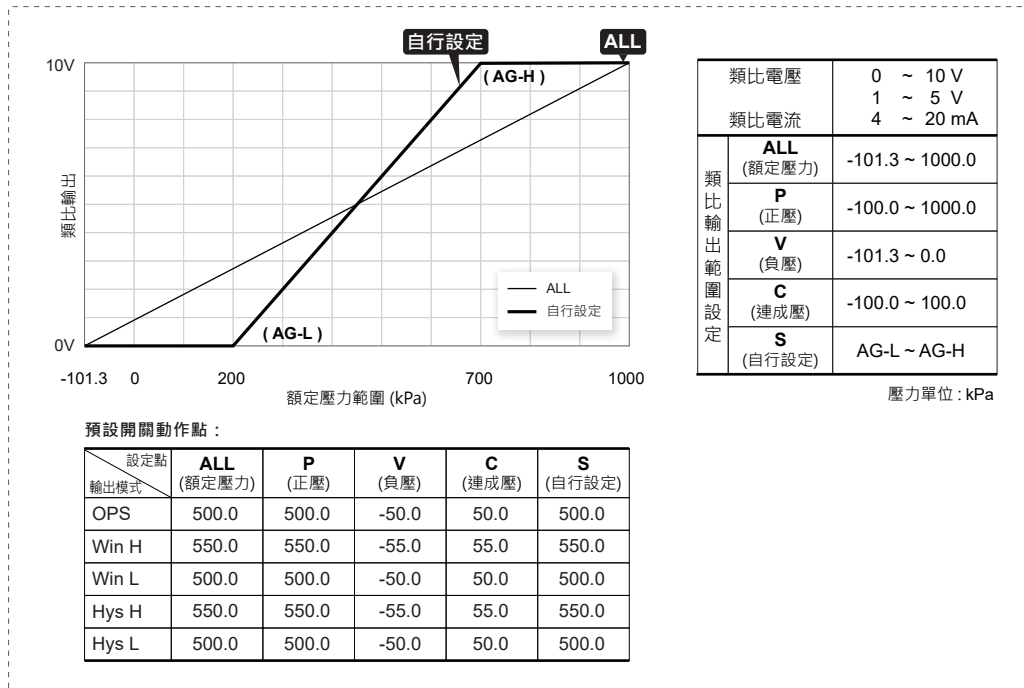 自行設定
ALL
10V
( AG-H )
類比輸出
ALL
自行設定
( AG-L )
0V
-101.3 0 200 700 1000
額定壓力範圍 (kPa)
類比電壓 0 ~ 10 V
1 ~ 5 V
類比電流 4 ~ 20 mA
類比輸出範圍設定
ALL
(額定壓力)
-101.3 ~ 1000.0
P
(正壓)
-100.0 ~ 1000.0
V
(負壓)
-101.3 ~ 0.0
C
(連成壓)
-100.0 ~ 100.0
S
(自行設定)
AG-L ~ AG-H
壓力單位 : kPa
預設開關動作點 :
設定點
輸出模式
ALL P V C S
(額定壓力) (正壓) (負壓) (連成壓) (自行設定)
OPS 500.0 500.0 -50.0 50.0 500.0
Win H 550.0 550.0 -55.0 55.0 550.0
Win L 500.0 500.0 -50.0 50.0 500.0
Hys H 550.0 550.0 -55.0 55.0 550.0
Hys L 500.0 500.0 -50.0 50.0 500.0